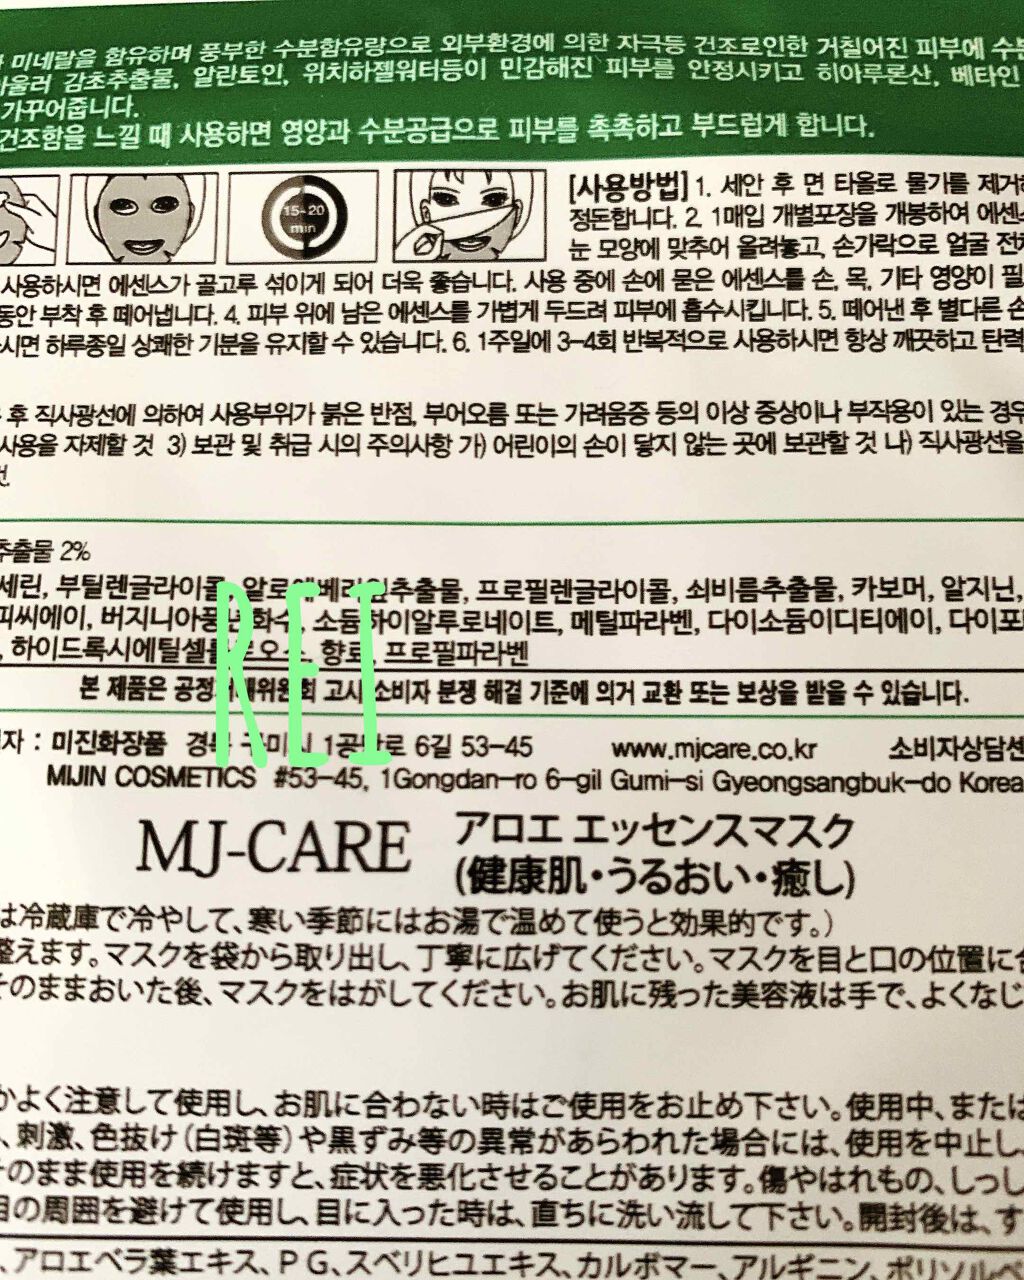 미네랄을 함유하며 풍부한 수분함유량으로 외부환경에 의한 자극등 건조로인한 거칠어진 피부에 수분
아울러 감초추출물, 알란토인, 위치하젤워터등이 민감해진 피부를 안정시키고 히아루론산, 베타인
가꾸어줍니다.
건조함을 느낄 때 사용하면 영양과 수분공급으로 피부를 촉촉하고 부드럽게 합니다.
15-20
min
[사용방법] 1. 세안 후 면 타올로 물기를 제거하
정돈합니다. 2. 1매입 개별포장을 개봉하여 에센스
눈 모양에 맞추어 올려놓고, 손가락으로 얼굴 전체
사용하시면 에센스가 골고루 섞이게 되어 더욱 좋습니다. 사용 중에 손에 묻은 에센스를 손, 목, 기타 영양이 필
동안 부착 후 떼어냅니다. 4. 피부 위에 남은 에센스를 가볍게 두드려 피부에 흡수시킵니다. 5. 떼어낸 후 별다른 손
시면 하루종일 상쾌한 기분을 유지할 수 있습니다. 6. 1주일에 3-4회 반복적으로 사용하시면 항상 깨끗하고 탄력
후 직사광선에 의하여 사용부위가 붉은 반점, 부어오름 또는 가려움증 등의 이상 증상이나 부작용이 있는 경우
사용을 자제할 것 3) 보관 및 취급 시의 주의사항 가) 어린이의 손이 닿지 않는 곳에 보관할 것 나) 직사광선을
추출물 2%
세린, 부틸렌글라이콜, 알로에베라잎추출물, 프로필렌글라이콜, 쇠비름추출물, 카보머, 알지닌,
피씨에이, 버지니아풍년화수, 소듐하이알루로네이트, 메틸파라벤, 다이소듐이디티에이, 다이포
, 하이드록시에틸셀룰로오스, 향료, 프로필파라벤
REI
본 제품은 공정거래위원회 고시 소비자 분쟁 해결 기준에 의거 교환 또는 보상을 받을 수 있습니다.
자 : 미진화장품 경북 구미시 1공단로 6길 53-45 www.mjcare.co.kr 소비자상담센
MIJIN COSMETICS #53-45, 1Gongdan-ro 6-gil Gumi-si Gyeongsangbuk-do Korea
MJ-CARE アロエ エッセンスマスク
(健康肌・うるおい・癒し)
は冷蔵庫で冷やして、寒い季節にはお湯で温めて使うと効果的です。)
整えます。マスクを袋から取り出し、丁寧に広げてください。マスクを目と口の位置に合
そのままおいた後、マスクをはがしてください。お肌に残った美容液は手で、よくなじ
かよく注意して使用し、お肌に合わない時はご使用をお止め下さい。使用中、または
、刺激、色抜け(白斑等)や黒ずみ等の異常があらわれた場合には、使用を中止し、
そのまま使用を続けますと、症状を悪化させることがあります。傷やはれもの、しっし
目の周囲を避けて使用し、目に入った時は、直ちに洗い流して下さい。開封後は、す
、アロエベラ葉エキス、PG、スベリヒユエキス、カルボマー、アルギニン、ポリソルベ